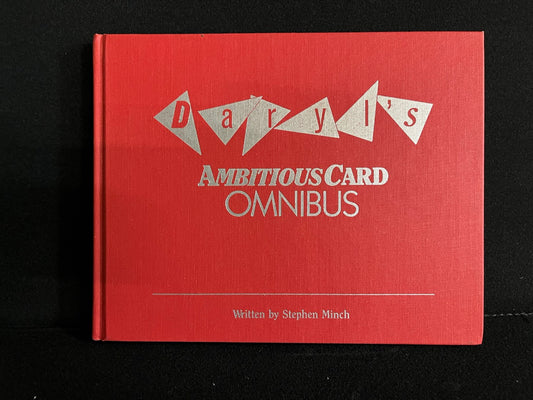 Daryl's
AMBITIOUS CARD
OMNIBUS
Written by Stephen Minch